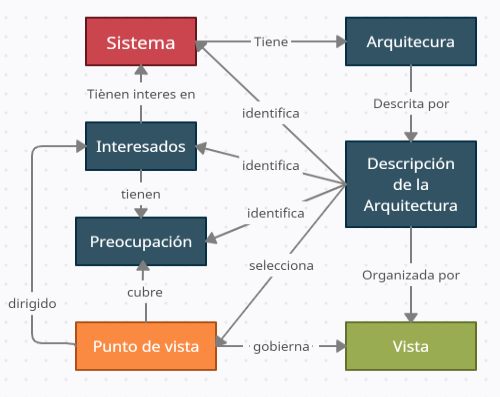 Sistema
Tiene
Arquitecura
Tienen interes en
Descrita por
identifica
Interesados
identifica
Descripción
de la
Arquitectura
tienen
identifica
Preocupación
selecciona
Organizada por
cubre
dirigido
Punto de vista
gobierna
Vista